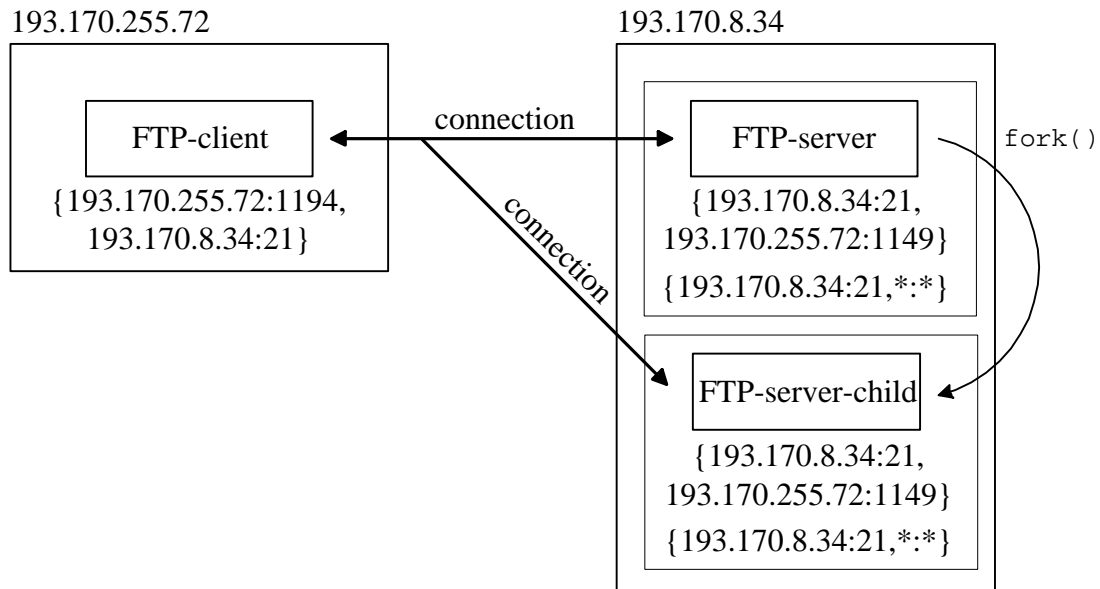 193.170.255.72
193.170.8.34
FTP-client
connection
FTP-server
fork()
{193.170.255.72:1194,
193.170.8.34:21}
connection
{193.170.8.34:21,
193.170.255.72:1149}
{193.170.8.34:21,*:*}
FTP-server-child
{193.170.8.34:21,
193.170.255.72:1149}
{193.170.8.34:21,*:*}